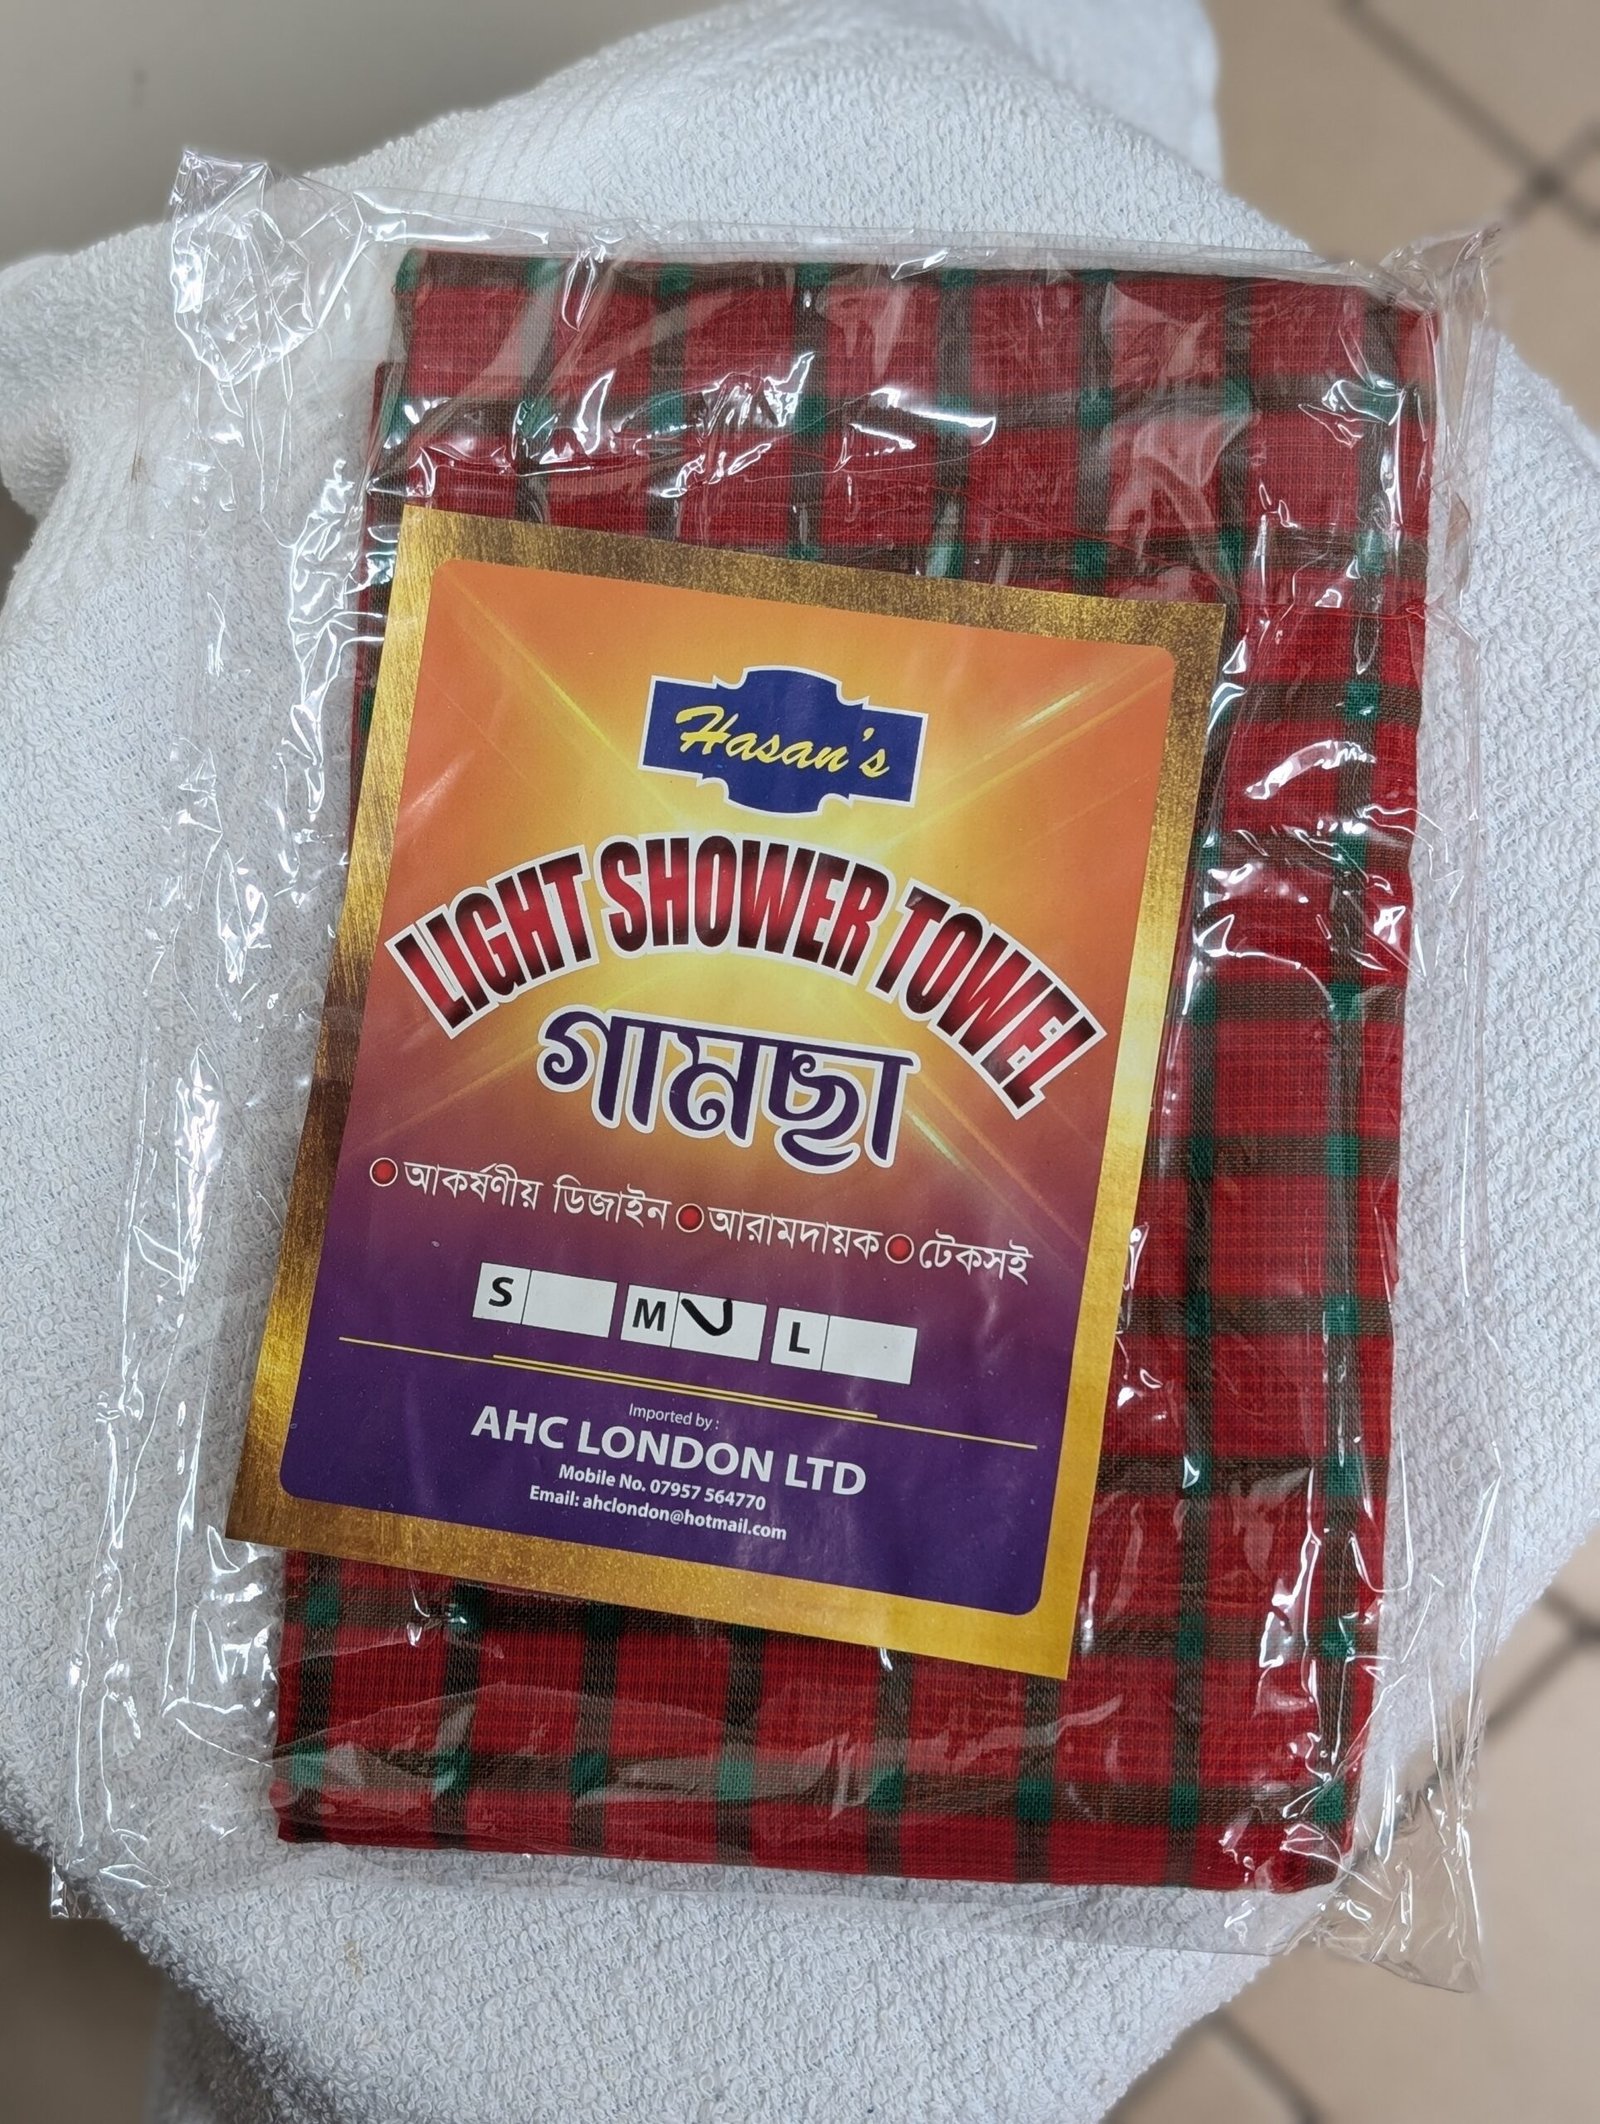 Hasan's
LIGHT SHOWER TOWEL
গামছা
আকর্ষণীয় ডিজাইন আরামদায়ক টেকসই
S M L
Imported by :
AHC LONDON LTD
Mobile No. 07957 564770
Email: ahclondon@hotmail.com